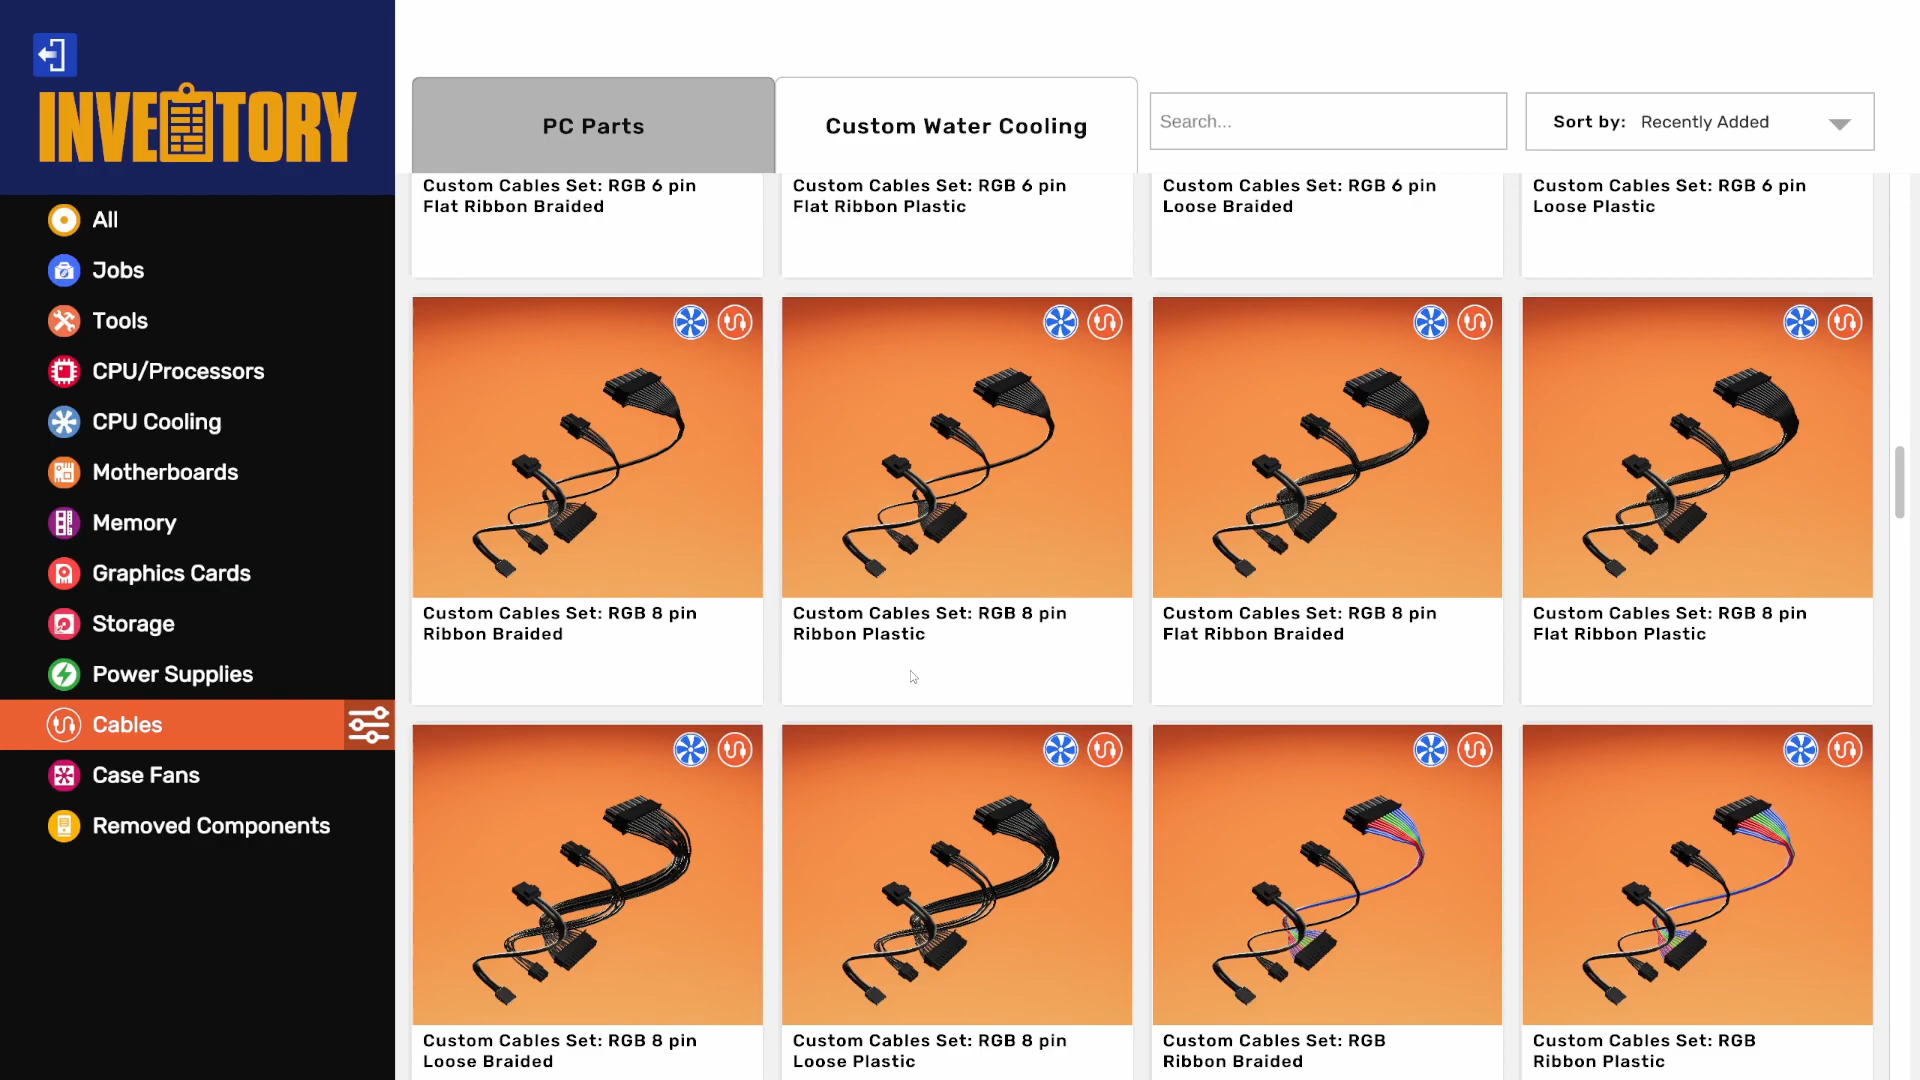 INVENTORY
PC Parts
Custom Water Cooling
Search...
Sort by: Recently Added
All
Jobs
Tools
CPU/Processors
CPU Cooling
Motherboards
Memory
Graphics Cards
Storage
Power Supplies
Cables
Case Fans
Removed Components
Custom Cables Set: RGB 6 pin
Flat Ribbon Braided
Custom Cables Set: RGB 6 pin
Flat Ribbon Plastic
Custom Cables Set: RGB 6 pin
Loose Braided
Custom Cables Set: RGB 6 pin
Loose Plastic
Custom Cables Set: RGB 8 pin
Ribbon Braided
Custom Cables Set: RGB 8 pin
Ribbon Plastic
Custom Cables Set: RGB 8 pin
Flat Ribbon Braided
Custom Cables Set: RGB 8 pin
Flat Ribbon Plastic
Custom Cables Set: RGB 8 pin
Loose Braided
Custom Cables Set: RGB 8 pin
Loose Plastic
Custom Cables Set: RGB
Ribbon Braided
Custom Cables Set: RGB
Ribbon Plastic